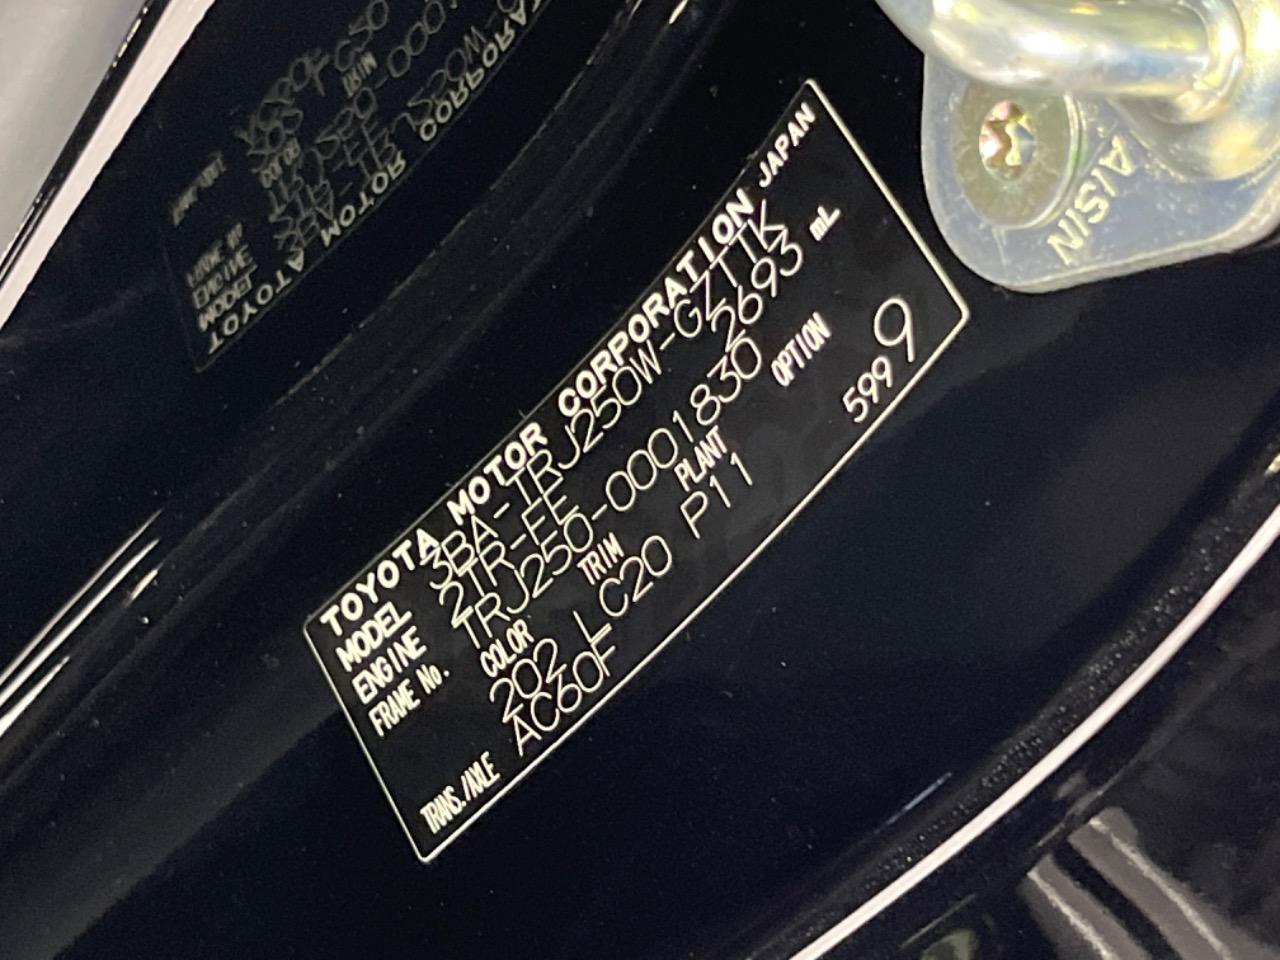 TOYOTA MOTOR CORPORATION JAPAN
MODEL 3BA-TRJ250W-GZTTK
ENGINE 2TR-FE 2693 mL
FRAME No. TRJ250-0001830
COLOR TRIM PLANT OPTION
202 LC20 P11 599 9
TRANS./AXLE AC60F
AISIN